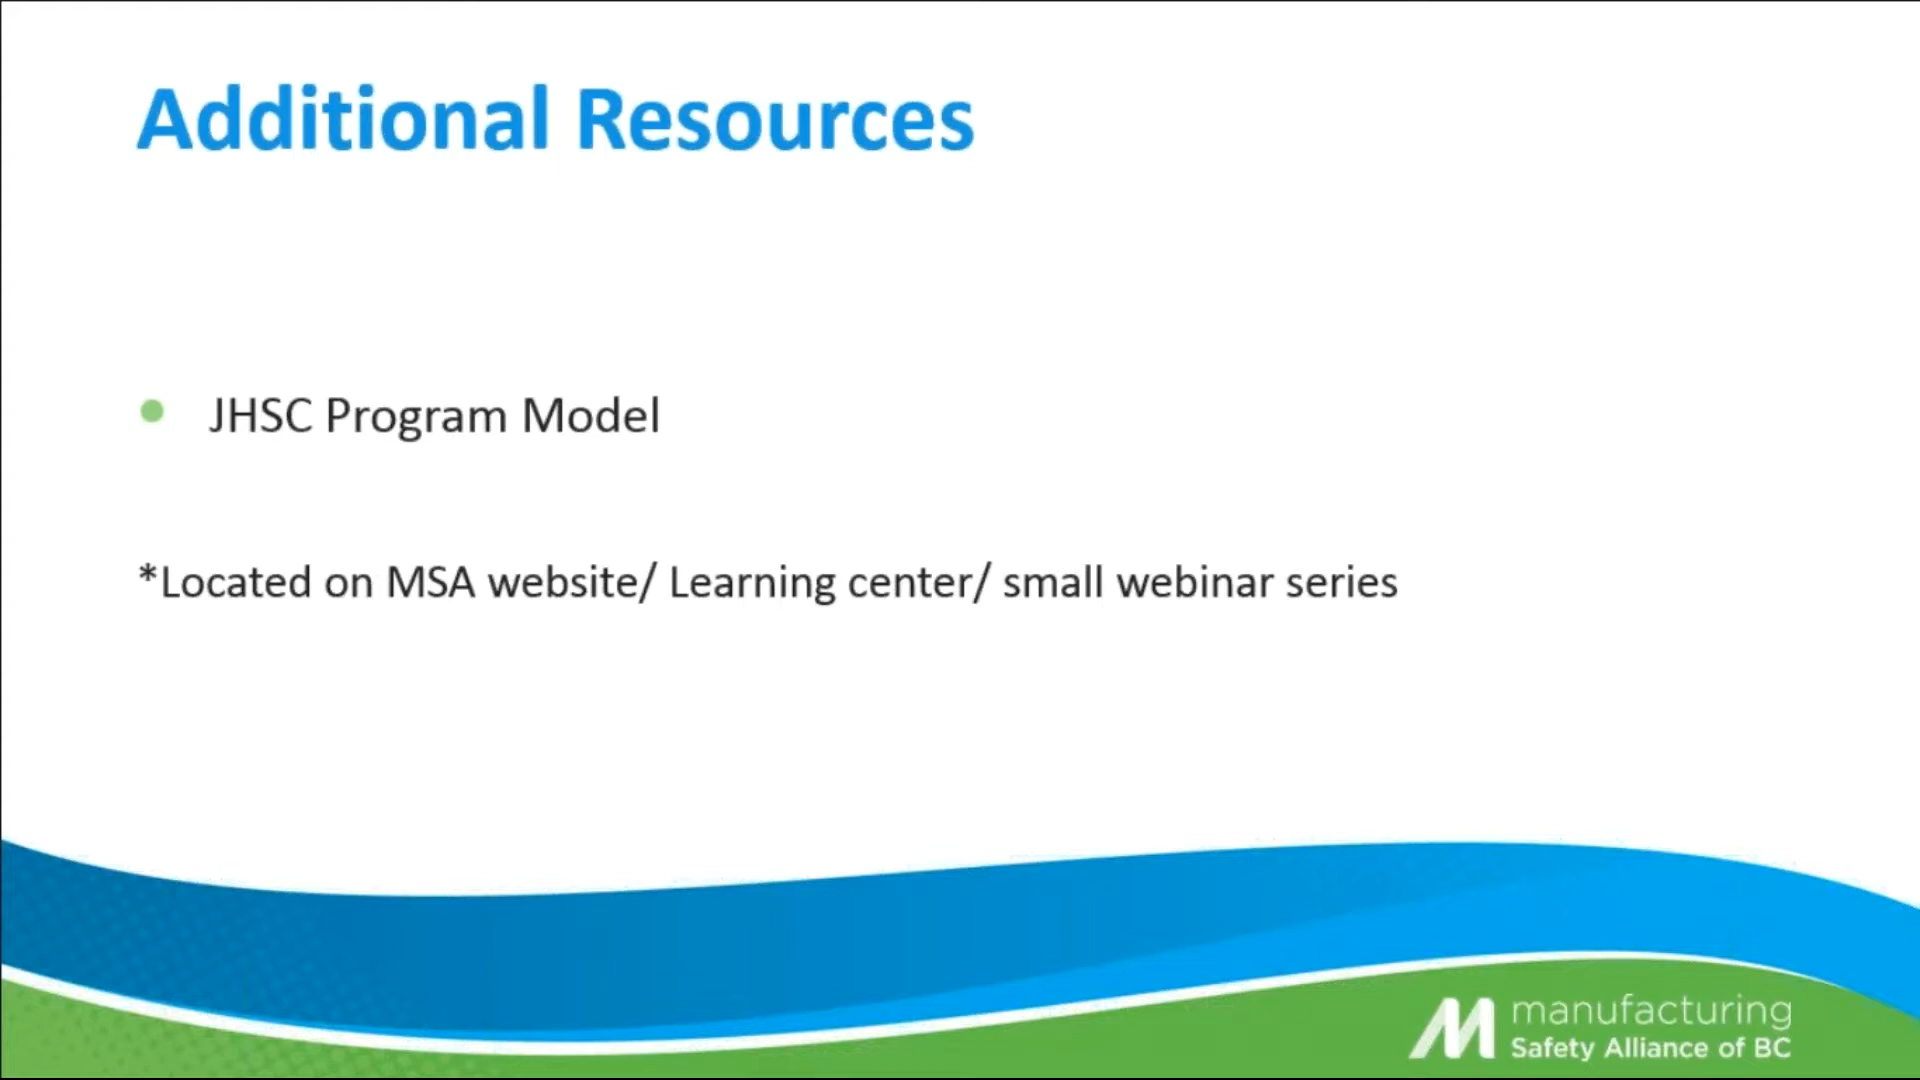 Additional Resources
JHSC Program Model
*Located on MSA website/ Learning center/ small webinar series
manufacturing
Safety Alliance of BC